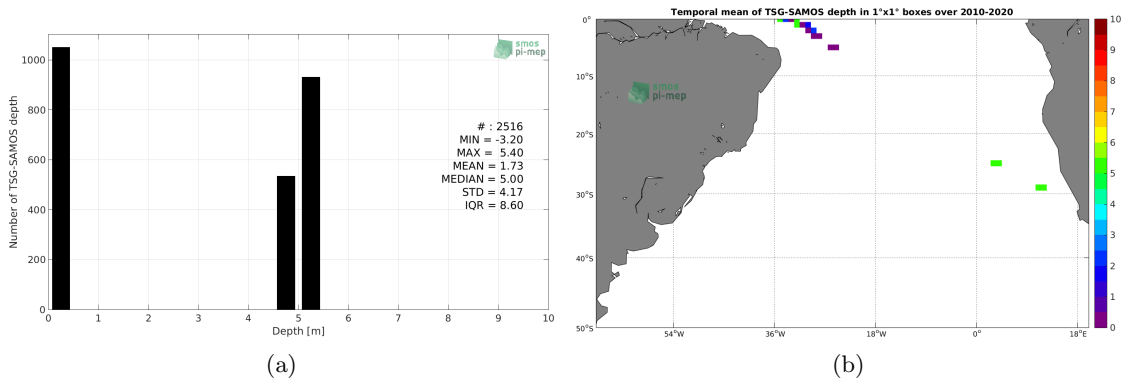 1000
800
600
400
200
0
Number of TSG-SAMOS depth
smos
pi-mep
# : 2516
MIN = -3.20
MAX = 5.40
MEAN = 1.73
MEDIAN = 5.00
STD = 4.17
IQR = 8.60
0 1 2 3 4 5 6 7 8 9 10
Depth [m]
(a)
Temporal mean of TSG-SAMOS depth in 1°x1° boxes over 2010-2020
0°
10°S
20°S
30°S
40°S
50°S
smos
pi-mep
54°W 36°W 18°W 0° 18°E
10
9
8
7
6
5
4
3
2
1
0
(b)